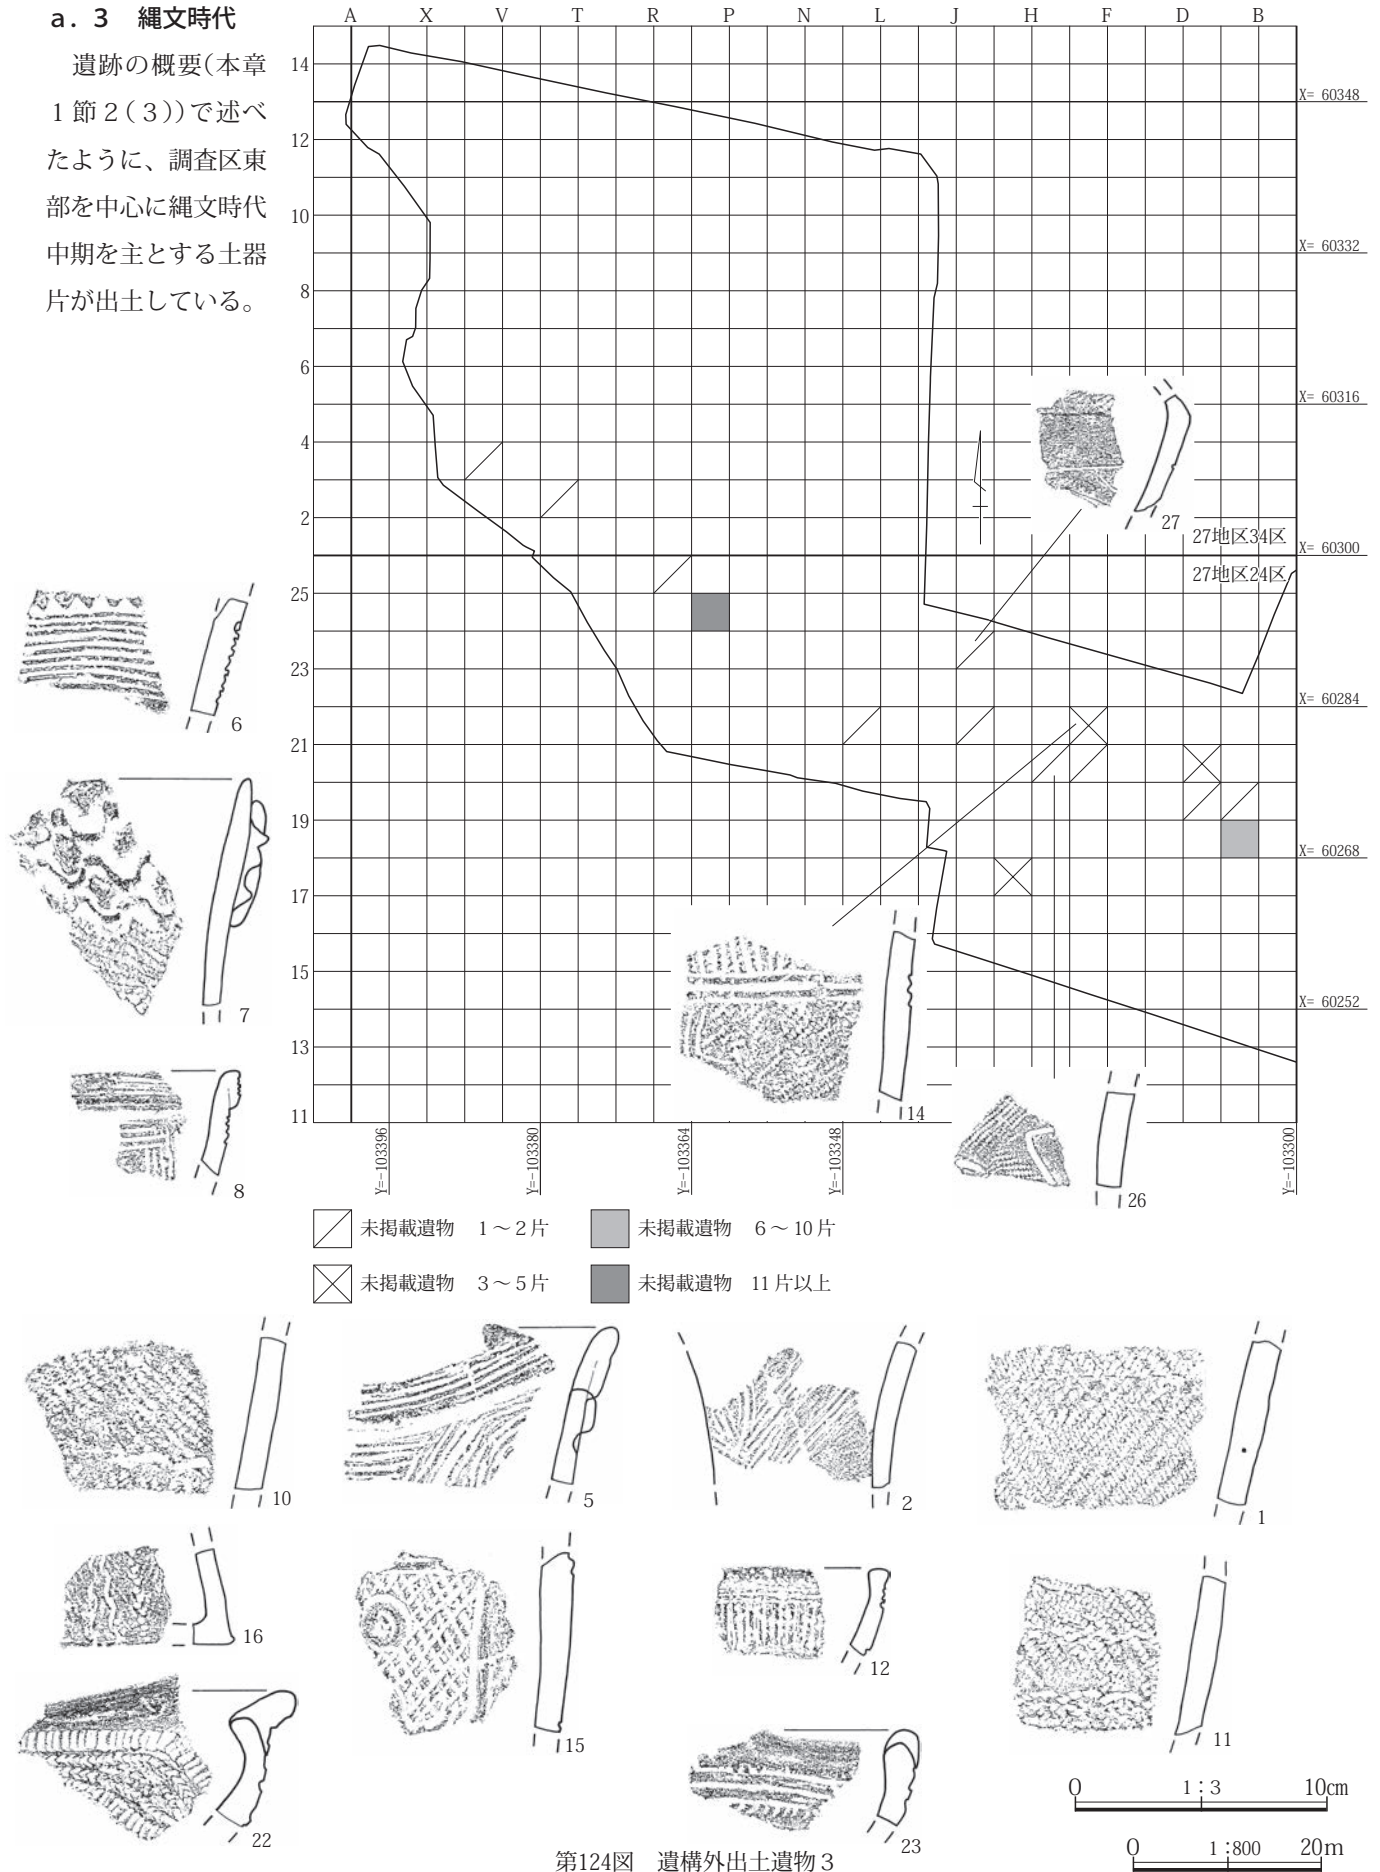 a．3　縄文時代
遺跡の概要（本章
1節2（3））で述べ
たように、調査区東
部を中心に縄文時代
中期を主とする土器
片が出土している。
A X V T R P N L J H F D B
14
12
10
8
6
4
2
25
23
21
19
17
15
13
11
X= 60348
X= 60332
X= 60316
X= 60300
X= 60284
X= 60268
X= 60252
27地区34区
27地区24区
Y=-103396
Y=-103380
Y=-103364
Y=-103348
Y=-103300
27
6
7
8
14
26
未掲載遺物　1～2片
未掲載遺物　6～10片
未掲載遺物　3～5片
未掲載遺物　11片以上
10
5
2
1
16
15
12
11
22
23
0 1：3 10cm
0 1:800 20m
第124図　遺構外出土遺物3